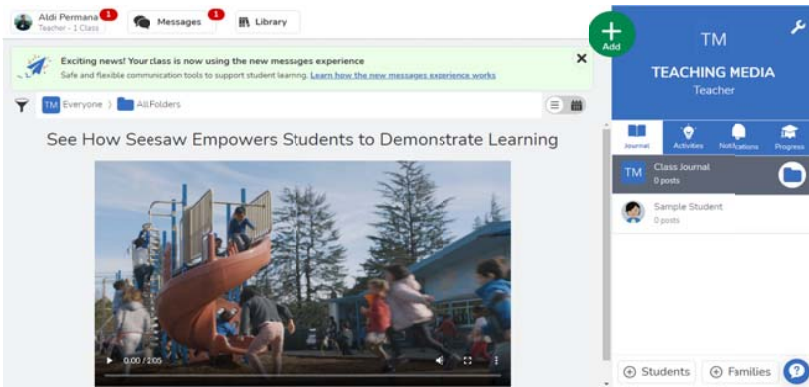 Aldi Permana
Teacher - 1 Class
1
Messages
1
Library
Exciting news! Your class is now using the new messages experience
Safe and flexible communication tools to support student learning. Learn how the new messages experience works
TM Everyone
All Folders
See How Seesaw Empowers Students to Demonstrate Learning
0:00 / 2:05
Add
TM
TEACHING MEDIA
Teacher
Journal
Activities
Notifications
Progress
TM
Class Journal
0 posts
Sample Student
0 posts
Students
Families
?